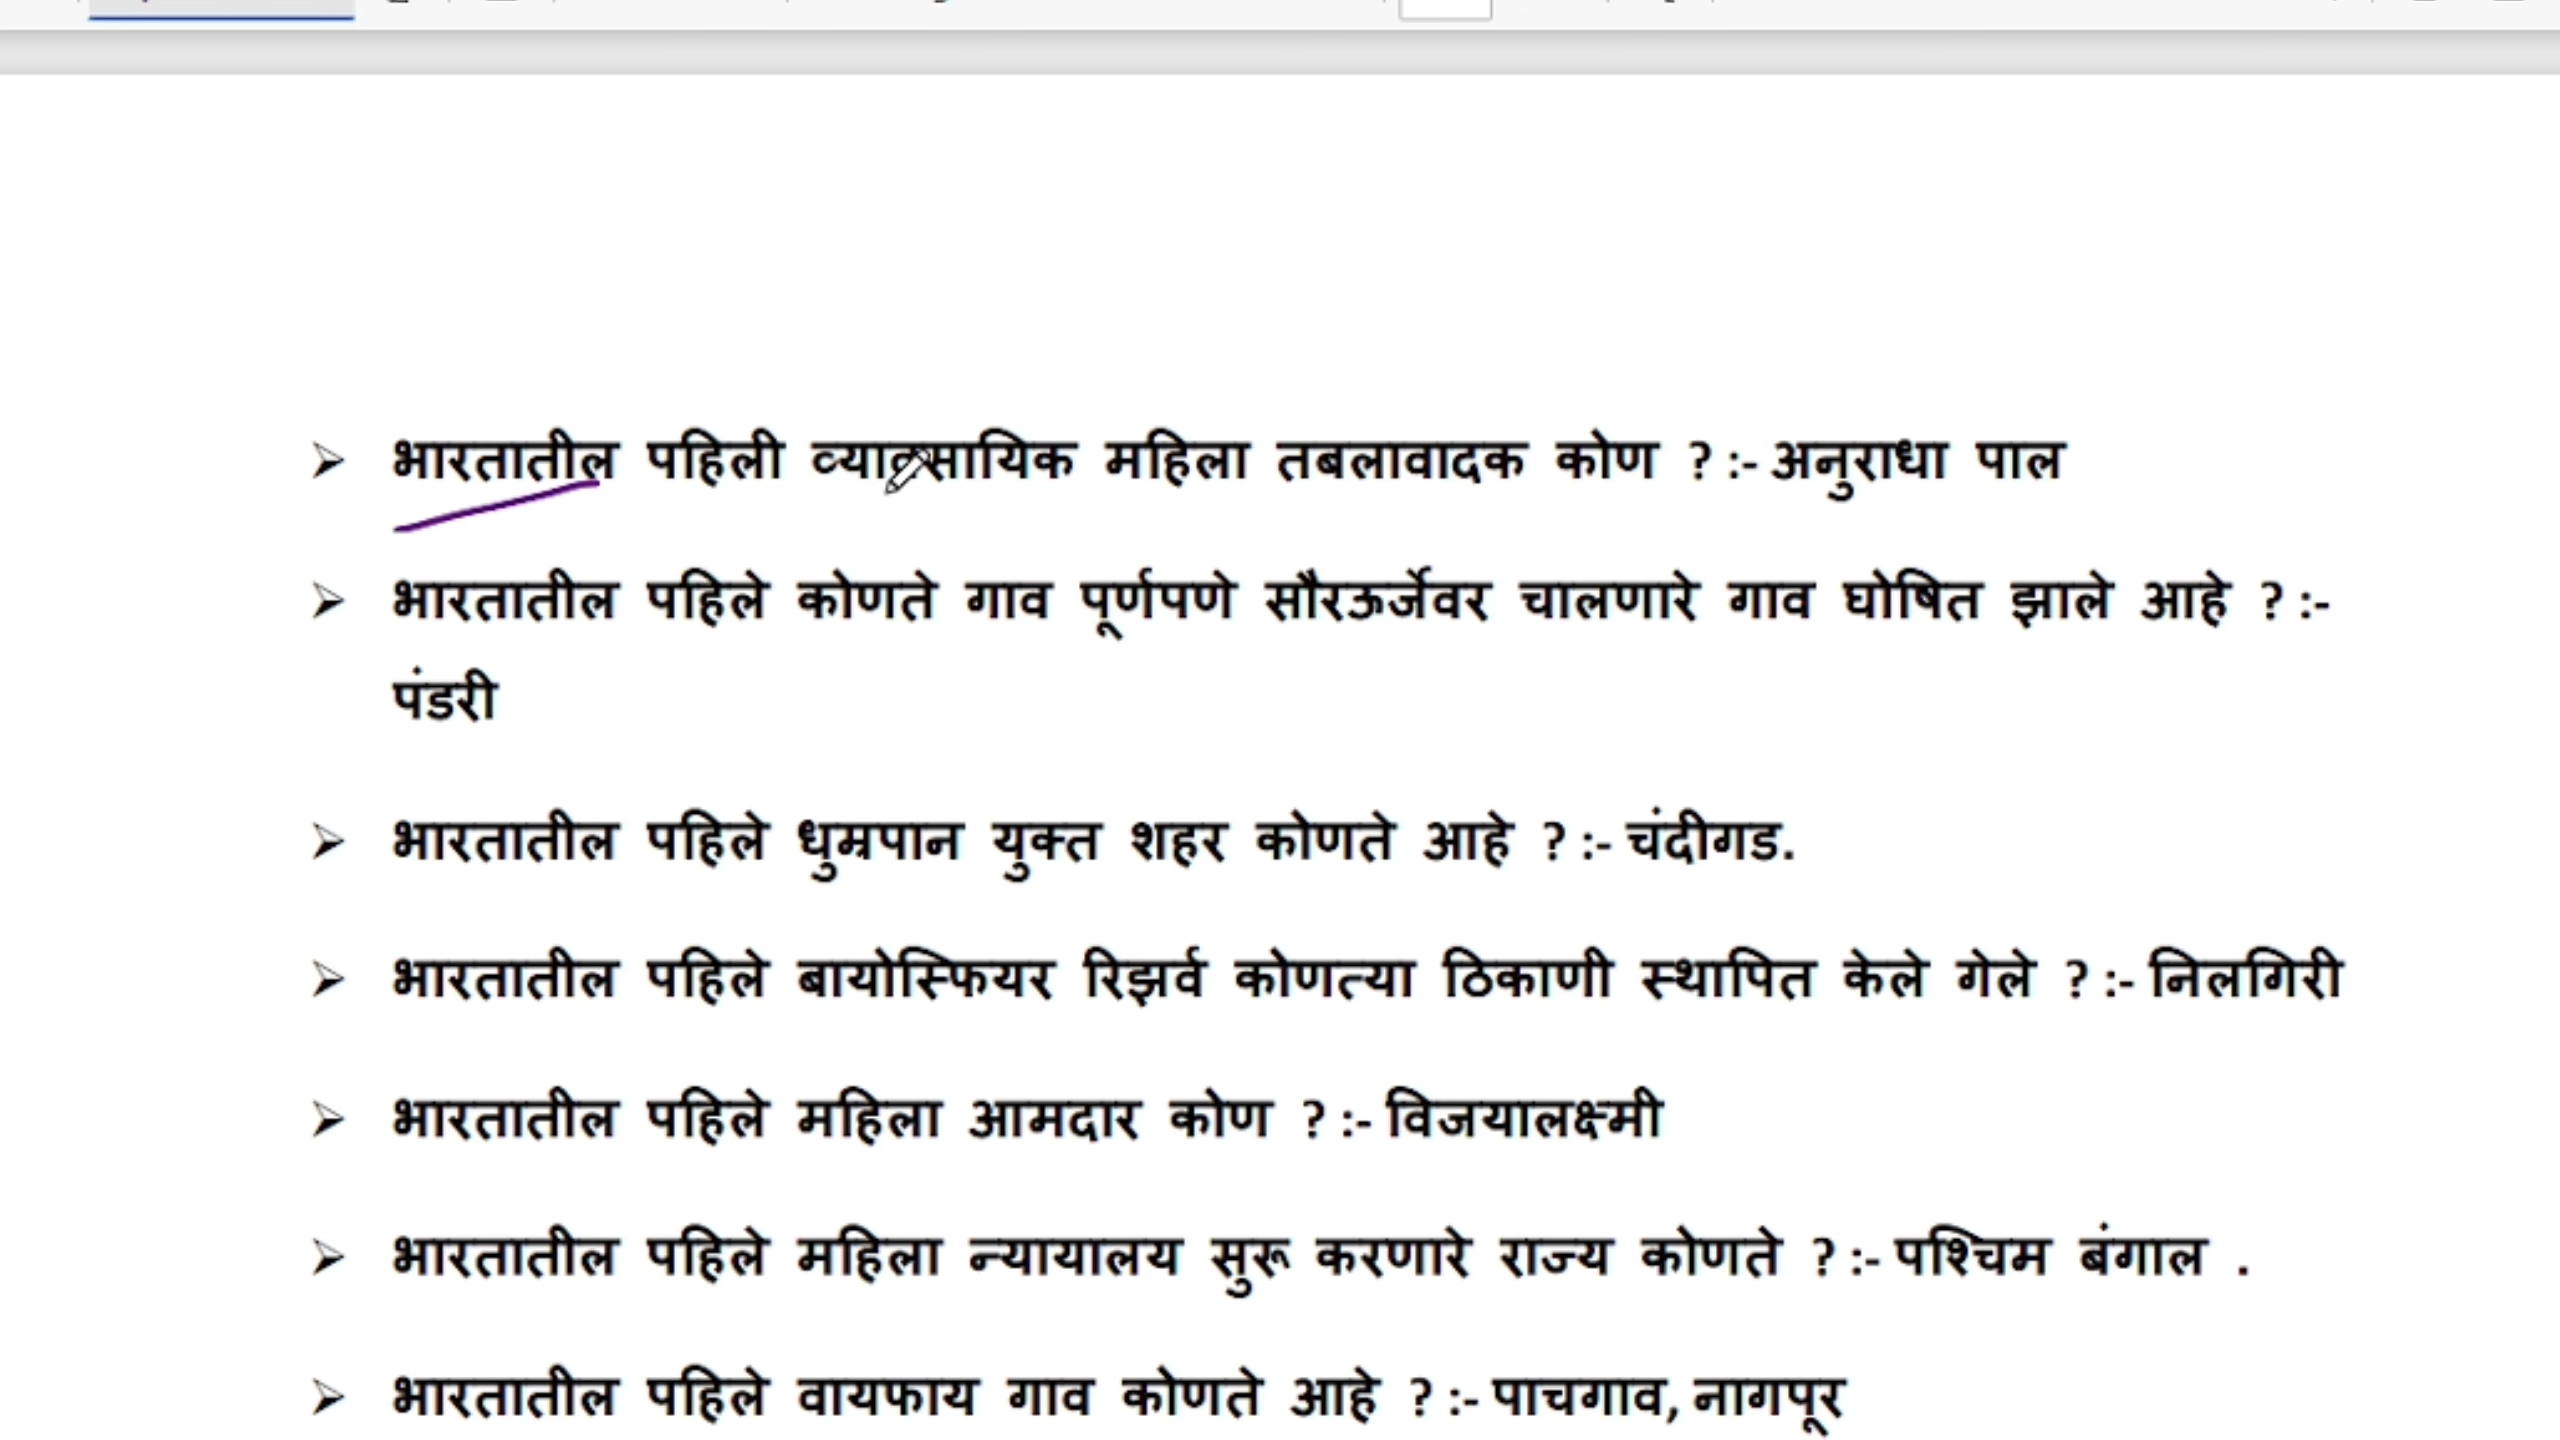 ➢ भारतातील पहिली व्यावसायिक महिला तबलावादक कोण ? :- अनुराधा पाल
➢ भारतातील पहिले कोणते गाव पूर्णपणे सौरऊर्जेवर चालणारे गाव घोषित झाले आहे ? :-
पंडरी
➢ भारतातील पहिले धुम्रपान युक्त शहर कोणते आहे ? :- चंदीगड.
➢ भारतातील पहिले बायोस्फियर रिझर्व कोणत्या ठिकाणी स्थापित केले गेले ? :- निलगिरी
➢ भारतातील पहिले महिला आमदार कोण ? :- विजयालक्ष्मी
➢ भारतातील पहिले महिला न्यायालय सुरू करणारे राज्य कोणते ? :- पश्चिम बंगाल .
➢ भारतातील पहिले वायफाय गाव कोणते आहे ? :- पाचगाव, नागपूर